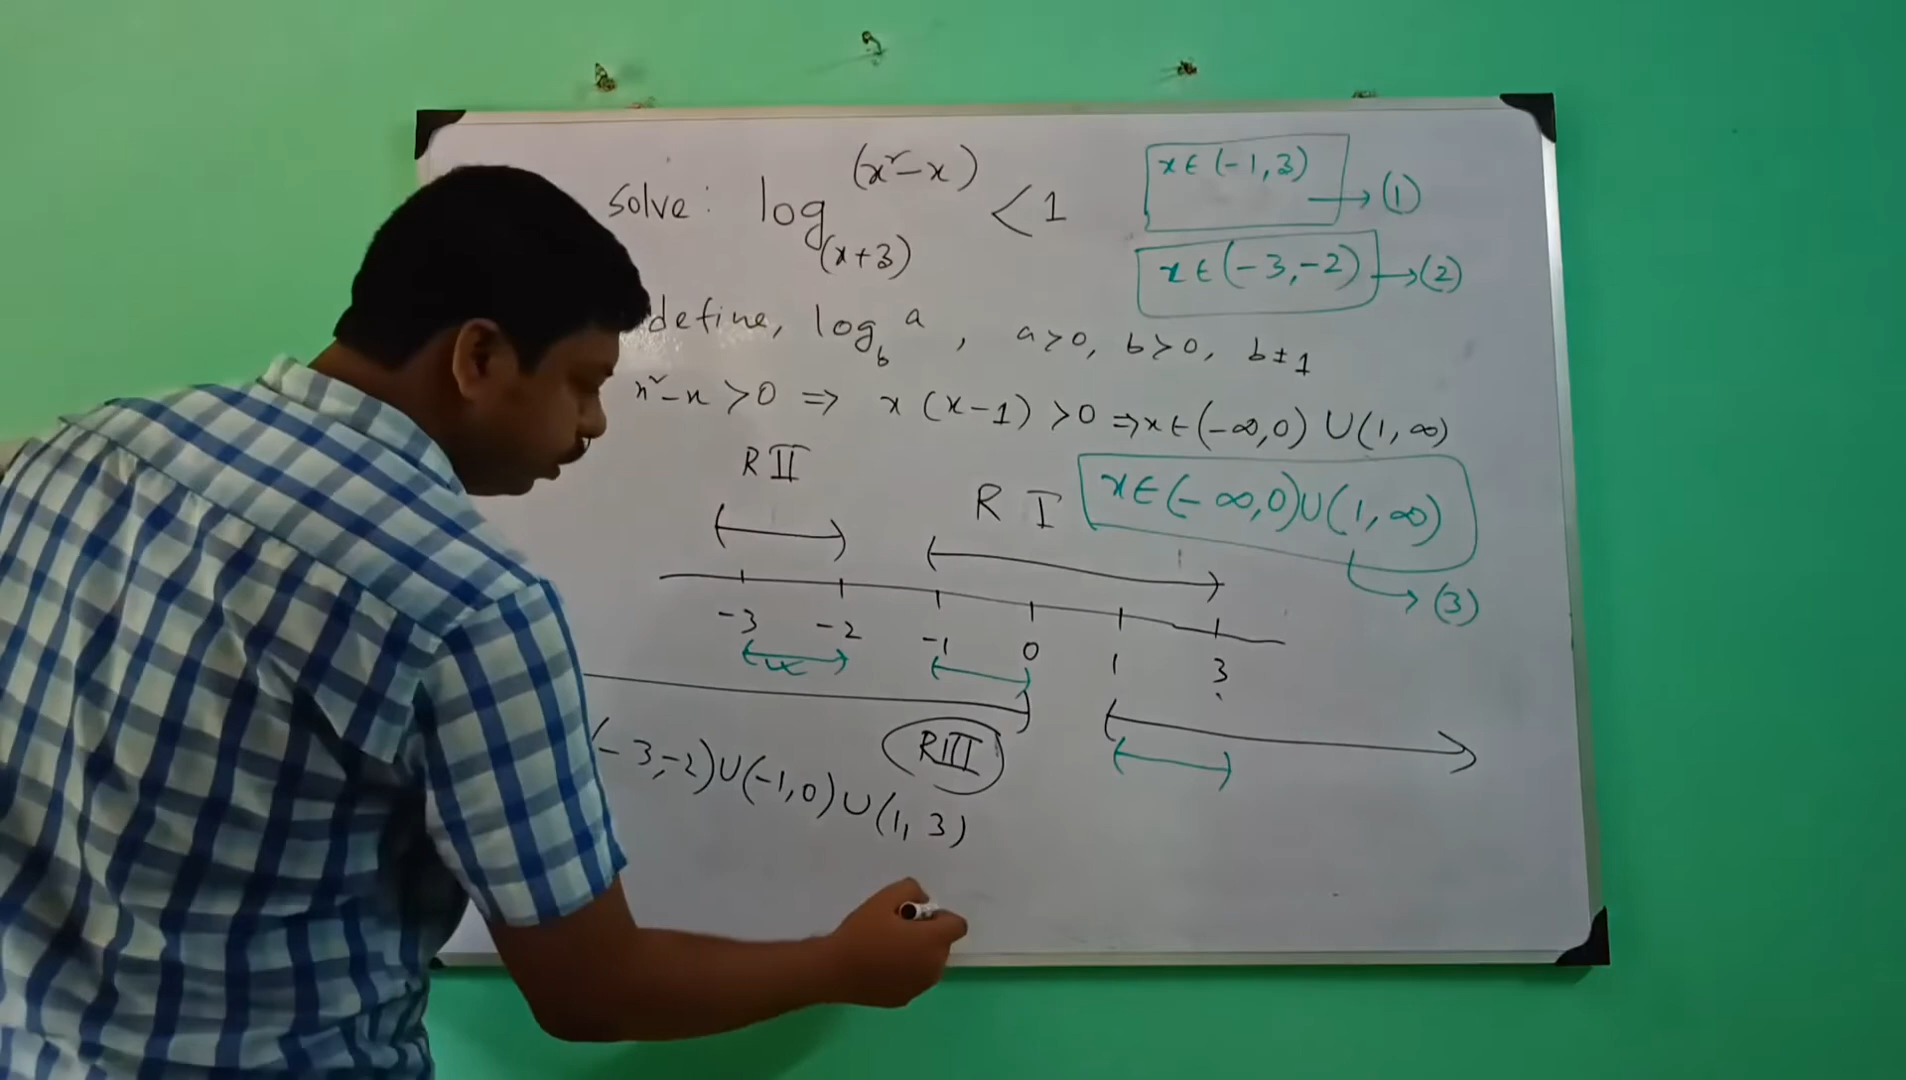 solve: log_(x+3) (x²-x) < 1
x ∈ (-1, 3) → (1)
x ∈ (-3, -2) → (2)
define, log_b a, a>0, b>0, b±1
x²-x >0 ⇒ x(x-1) >0 ⇒ x ∈ (-∞,0) ∪ (1, ∞)
R II
R I
x ∈ (-∞,0) ∪ (1, ∞)
→ (3)
-3 -2 -1 0 1 3
RIII
(-3,-2) ∪ (-1,0) ∪ (1, 3)